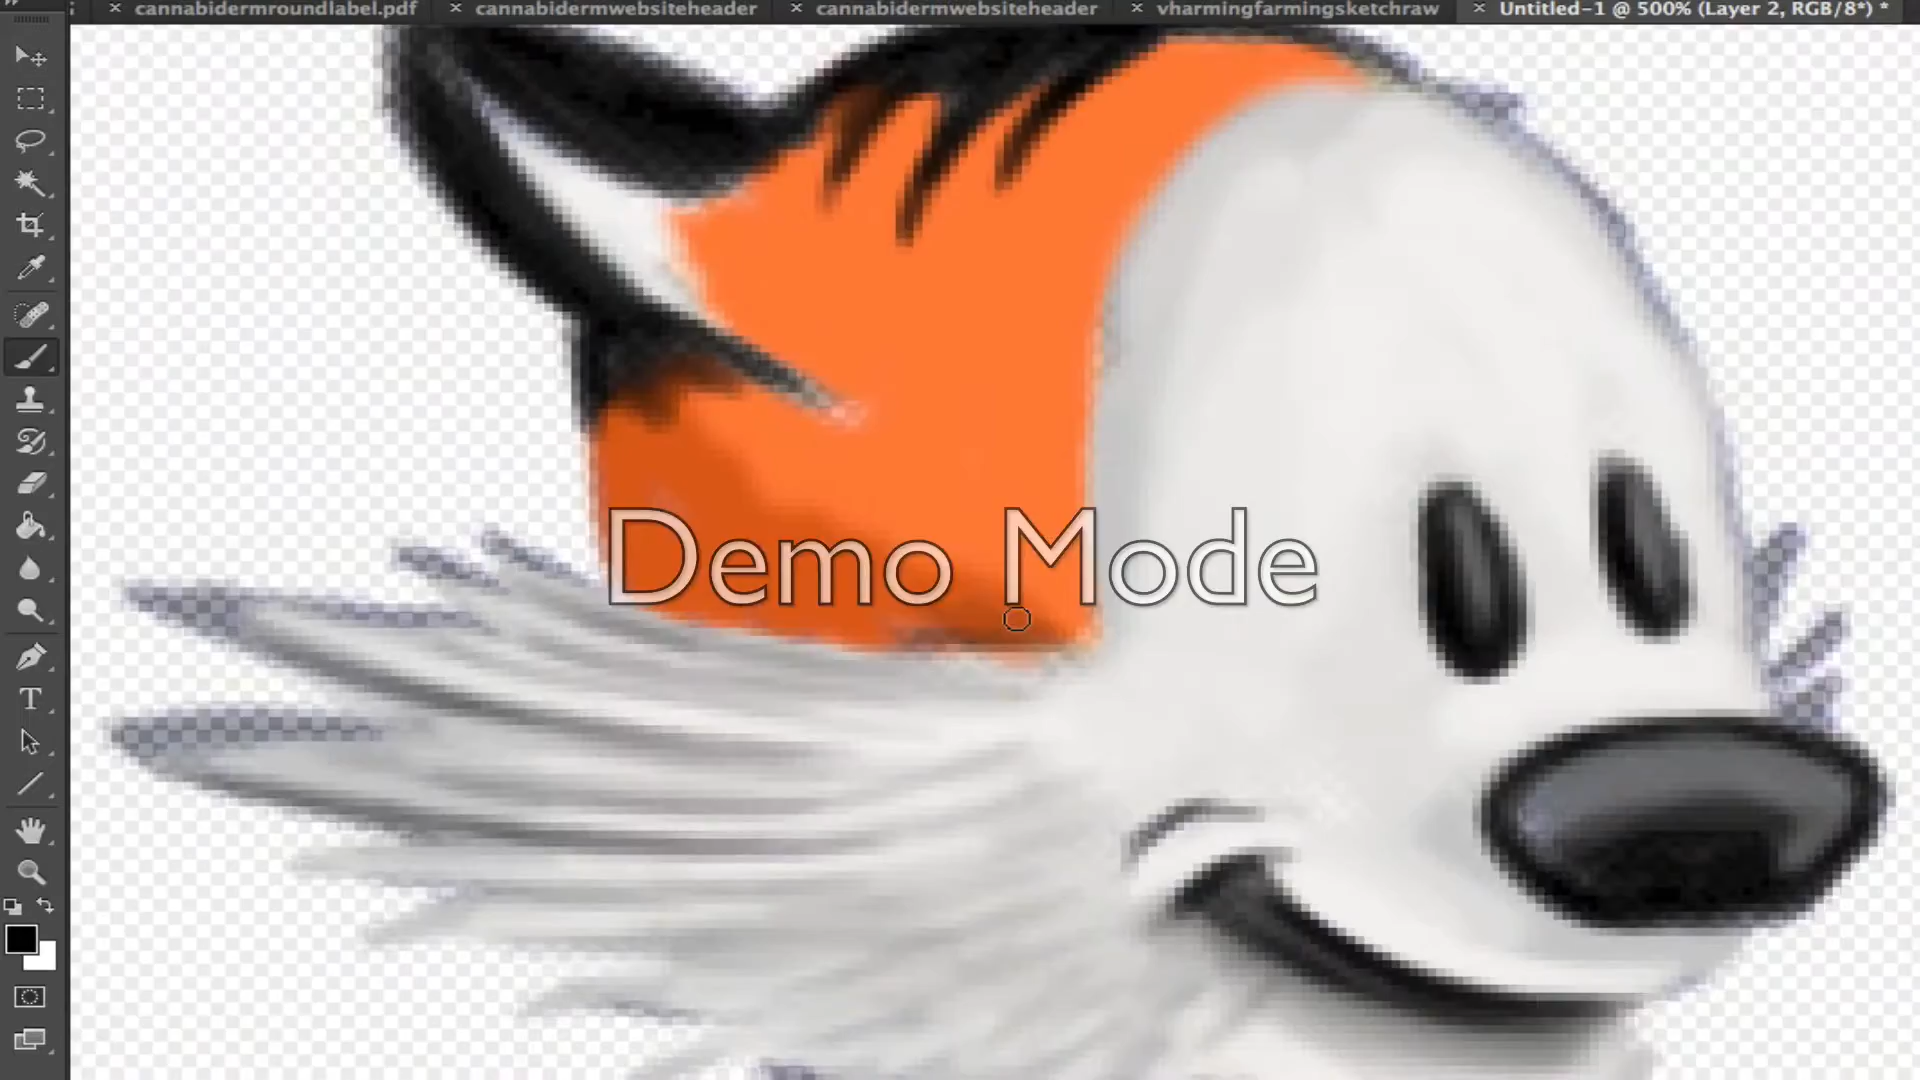 cannabidermroundlabel.pdf
cannabidermwebsiteheader
cannabidermwebsiteheader
vharmingfarmingsketchraw
Untitled-1 @ 500% (Layer 2, RGB/8*) *
Demo Mode
T